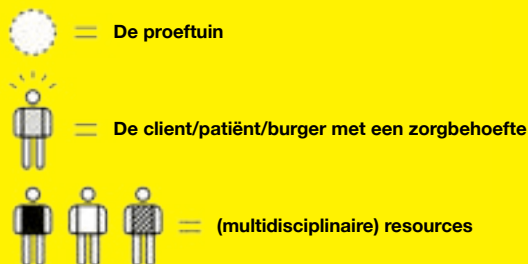 = De proeftuin
= De client/patiënt/burger met een zorgbehoefte
= (multidisciplinaire) resources